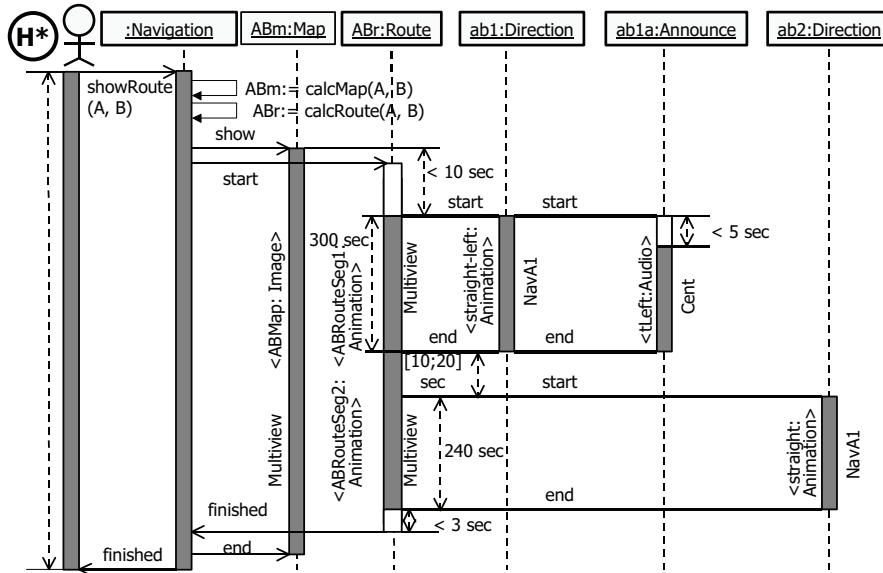 H*
:Navigation
ABm:Map
ABr:Route
ab1:Direction
ab1a:Announce
ab2:Direction
showRoute
(A, B)
ABm:= calcMap(A, B)
ABr:= calcRoute(A, B)
show
start
< 10 sec
start
start
< 5 sec
300 sec
<ABMap: Image>
Multiview
<ABRouteSeg1:
Animation>
Multiview
<straight-left:
Animation>
NavA1
<tLeft:Audio>
Cent
end
end
[10;20]
sec
start
<ABRouteSeg2:
Animation>
Multiview
240 sec
<straight:
Animation>
NavA1
end
finished
< 3 sec
end
finished